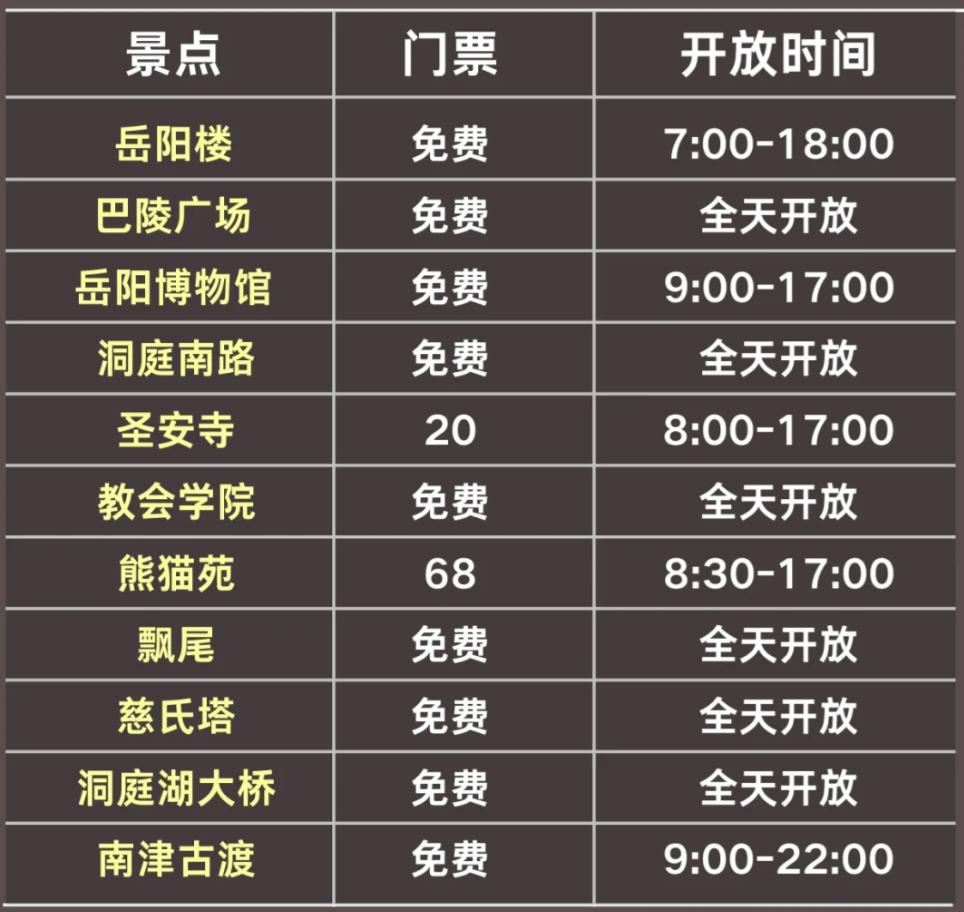 景点 门票 开放时间
岳阳楼 免费 7:00-18:00
巴陵广场 免费 全天开放
岳阳博物馆 免费 9:00-17:00
洞庭南路 免费 全天开放
圣安寺 20 8:00-17:00
教会学院 免费 全天开放
熊猫苑 68 8:30-17:00
飘尾 免费 全天开放
慈氏塔 免费 全天开放
洞庭湖大桥 免费 全天开放
南津古渡 免费 9:00-22:00